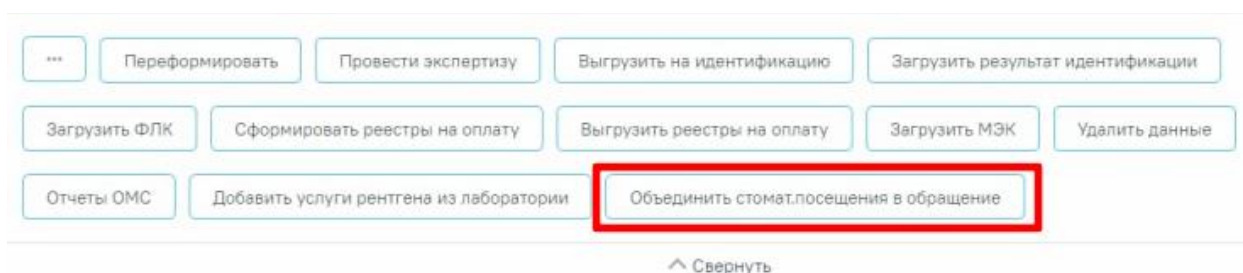 ... Переформировать Провести экспертизу Выгрузить на идентификацию Загрузить результат идентификации
Загрузить ФЛК Сформировать реестры на оплату Выгрузить реестры на оплату Загрузить МЭК Удалить данные
Отчеты ОМС Добавить услуги рентгена из лаборатории Объединить стомат.посещения в обращение
Свернуть